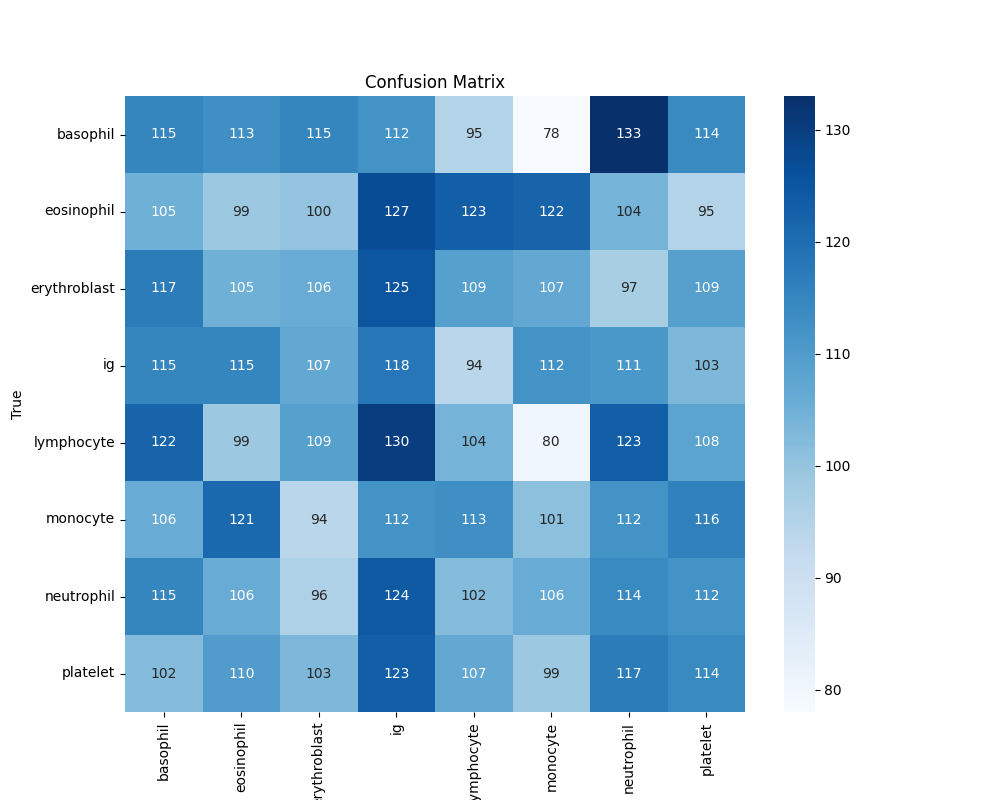 Confusion Matrix
basophil 115 113 115 112 95 78 133 114
eosinophil 105 99 100 127 123 122 104 95
erythroblast 117 105 106 125 109 107 97 109
ig 115 115 107 118 94 112 111 103
lymphocyte 122 99 109 130 104 80 123 108
monocyte 106 121 94 112 113 101 112 116
neutrophil 115 106 96 124 102 106 114 112
platelet 102 110 103 123 107 99 117 114
True
basophil eosinophil rythroblast ig ymphocyte monocyte neutrophil platelet
130
120
110
100
90
80